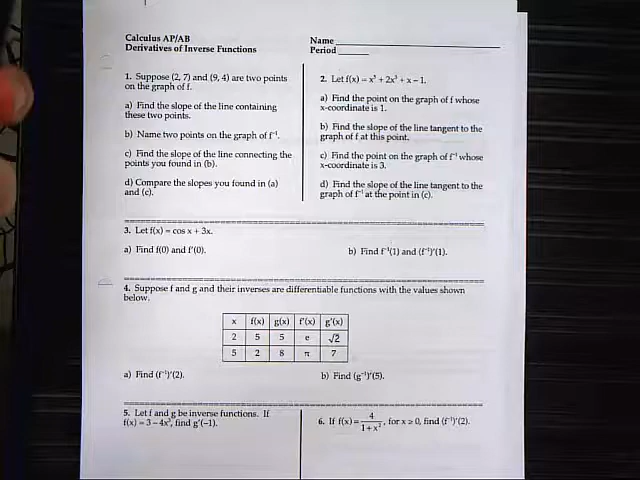 Calculus AP/AB
Derivatives of Inverse Functions
Name
Period
1. Suppose (2, 7) and (9, 4) are two points
on the graph of f.
a) Find the slope of the line containing
these two points.
b) Name two points on the graph of f⁻¹.
c) Find the slope of the line connecting the
points you found in (b).
d) Compare the slopes you found in (a)
and (c).
2. Let f(x) = x⁵ + 2x³ + x – 1.
a) Find the point on the graph of f whose
x-coordinate is 1.
b) Find the slope of the line tangent to the
graph of f at this point.
c) Find the point on the graph of f⁻¹ whose
x-coordinate is 3.
d) Find the slope of the line tangent to the
graph of f⁻¹ at the point in (c).
3. Let f(x) = cos x + 3x.
a) Find f(0) and f'(0).
b) Find f⁻¹(1) and (f⁻¹)'(1).
4. Suppose f and g and their inverses are differentiable functions with the values shown
below.
x f(x) g(x) f'(x) g'(x)
2 5 5 e √2
5 2 8 π 7
a) Find (f⁻¹)'(2).
b) Find (g⁻¹)'(5).
5. Let f and g be inverse functions. If
f(x) = 3 – 4x³, find g'(–1).
6. If f(x) = 4/(1+x²), for x ≥ 0, find (f⁻¹)'(2).